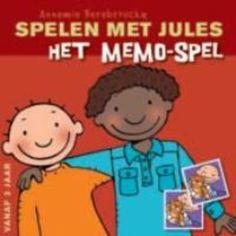 Annemie Berebrouckx
SPELEN MET JULES
HET MEMO-SPEL
VANAF 3 JAAR